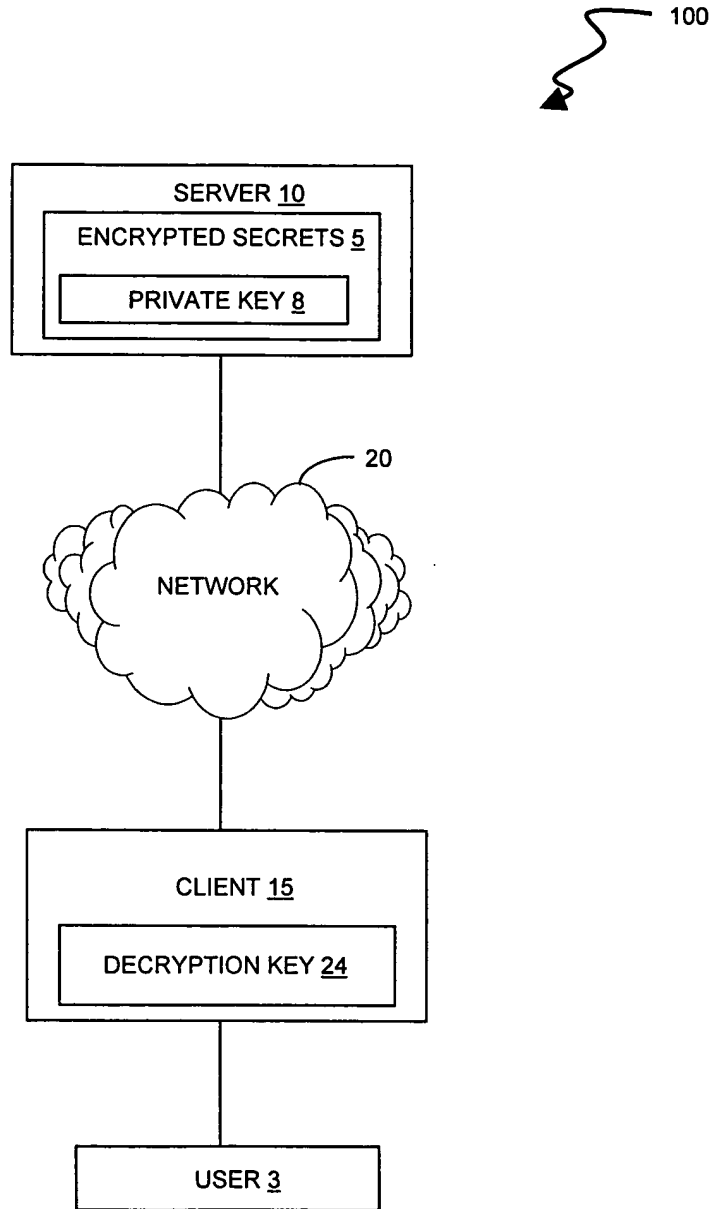 100
SERVER 10
ENCRYPTED SECRETS 5
PRIVATE KEY 8
20
NETWORK
CLIENT 15
DECRYPTION KEY 24
USER 3